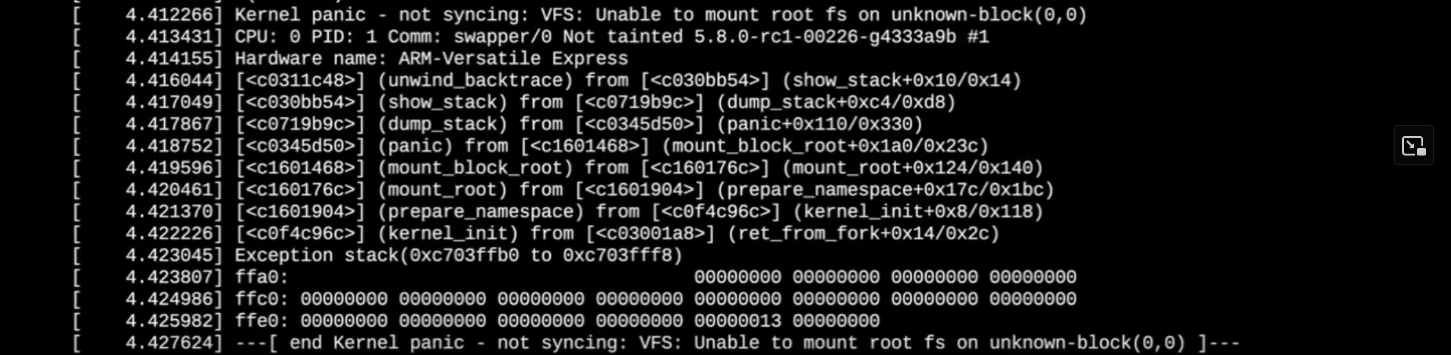 [    4.412266] Kernel panic - not syncing: VFS: Unable to mount root fs on unknown-block(0,0)
[    4.413431] CPU: 0 PID: 1 Comm: swapper/0 Not tainted 5.8.0-rc1-00226-g4333a9b #1
[    4.414155] Hardware name: ARM-Versatile Express
[    4.416044] [<c0311c48>] (unwind_backtrace) from [<c030bb54>] (show_stack+0x10/0x14)
[    4.417049] [<c030bb54>] (show_stack) from [<c0719b9c>] (dump_stack+0xc4/0xd8)
[    4.417867] [<c0719b9c>] (dump_stack) from [<c0345d50>] (panic+0x110/0x330)
[    4.418752] [<c0345d50>] (panic) from [<c1601468>] (mount_block_root+0x1a0/0x23c)
[    4.419596] [<c1601468>] (mount_block_root) from [<c160176c>] (mount_root+0x124/0x140)
[    4.420461] [<c160176c>] (mount_root) from [<c1601904>] (prepare_namespace+0x17c/0x1bc)
[    4.421370] [<c1601904>] (prepare_namespace) from [<c0f4c96c>] (kernel_init+0x8/0x118)
[    4.422226] [<c0f4c96c>] (kernel_init) from [<c03001a8>] (ret_from_fork+0x14/0x2c)
[    4.423045] Exception stack(0xc703ffb0 to 0xc703fff8)
[    4.423807] ffa0:                                     00000000 00000000 00000000 00000000
[    4.424986] ffc0: 00000000 00000000 00000000 00000000 00000000 00000000 00000000 00000000
[    4.425982] ffe0: 00000000 00000000 00000000 00000000 00000013 00000000
[    4.427624] ---[ end Kernel panic - not syncing: VFS: Unable to mount root fs on unknown-block(0,0) ]---